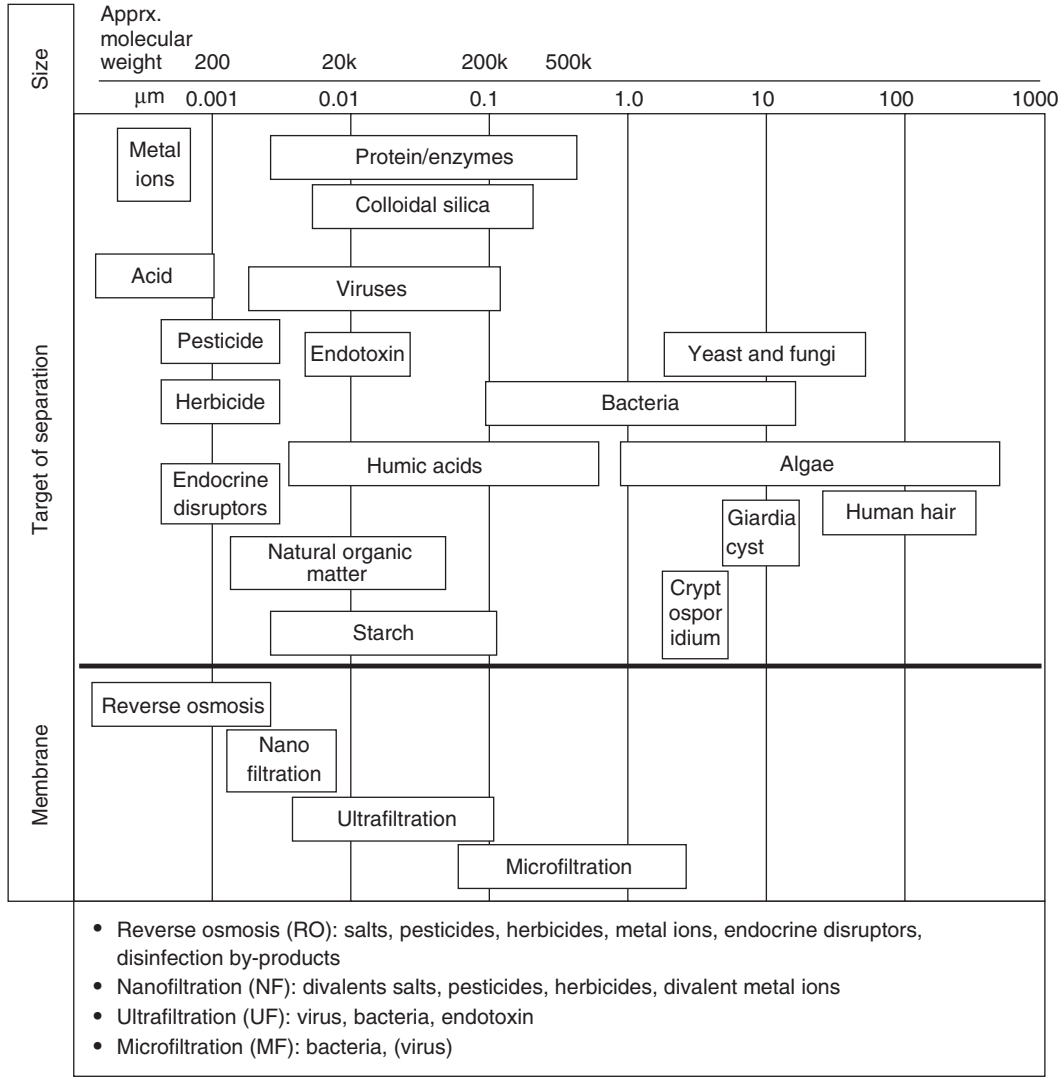 Size
Apprx.
molecular
weight 200 20k 200k 500k
μm 0.001 0.01 0.1 1.0 10 100 1000
Target of separation
Metal
ions
Protein/enzymes
Colloidal silica
Acid
Viruses
Pesticide
Endotoxin
Yeast and fungi
Herbicide
Bacteria
Humic acids
Algae
Endocrine
disruptors
Giardia
cyst
Human hair
Natural organic
matter
Crypt
ospor
idium
Starch
Membrane
Reverse osmosis
Nano
filtration
Ultrafiltration
Microfiltration
• Reverse osmosis (RO): salts, pesticides, herbicides, metal ions, endocrine disruptors,
disinfection by-products
• Nanofiltration (NF): divalents salts, pesticides, herbicides, divalent metal ions
• Ultrafiltration (UF): virus, bacteria, endotoxin
• Microfiltration (MF): bacteria, (virus)